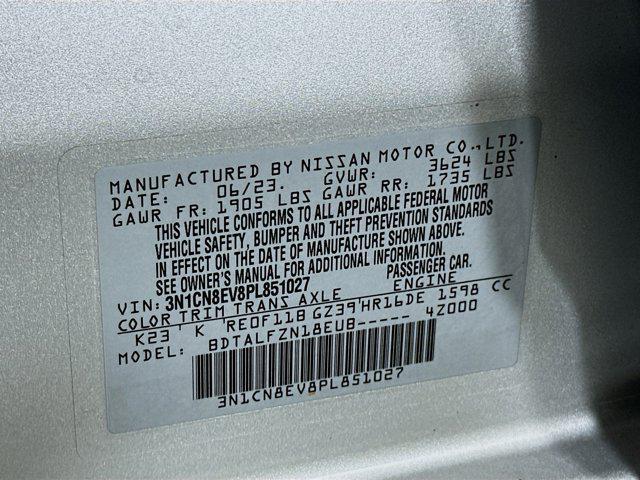 MANUFACTURED BY NISSAN MOTOR CO.,LTD.
DATE: 06/23. GVWR: 3624 LBS
GAWR FR: 1905 LBS GAWR RR: 1735 LBS
THIS VEHICLE CONFORMS TO ALL APPLICABLE FEDERAL MOTOR
VEHICLE SAFETY, BUMPER AND THEFT PREVENTION STANDARDS
IN EFFECT ON THE DATE OF MANUFACTURE SHOWN ABOVE.
SEE OWNER'S MANUAL FOR ADDITIONAL INFORMATION.
VIN: 3N1CN8EV8PL851027 PASSENGER CAR.
COLOR TRIM TRANS AXLE ENGINE
K23 ' K 'RE0F11B GZ39'HR16DE 1598 CC
MODEL: BDTALFZN18EUB----- 4Z000
3N1CN8EV8PL851027